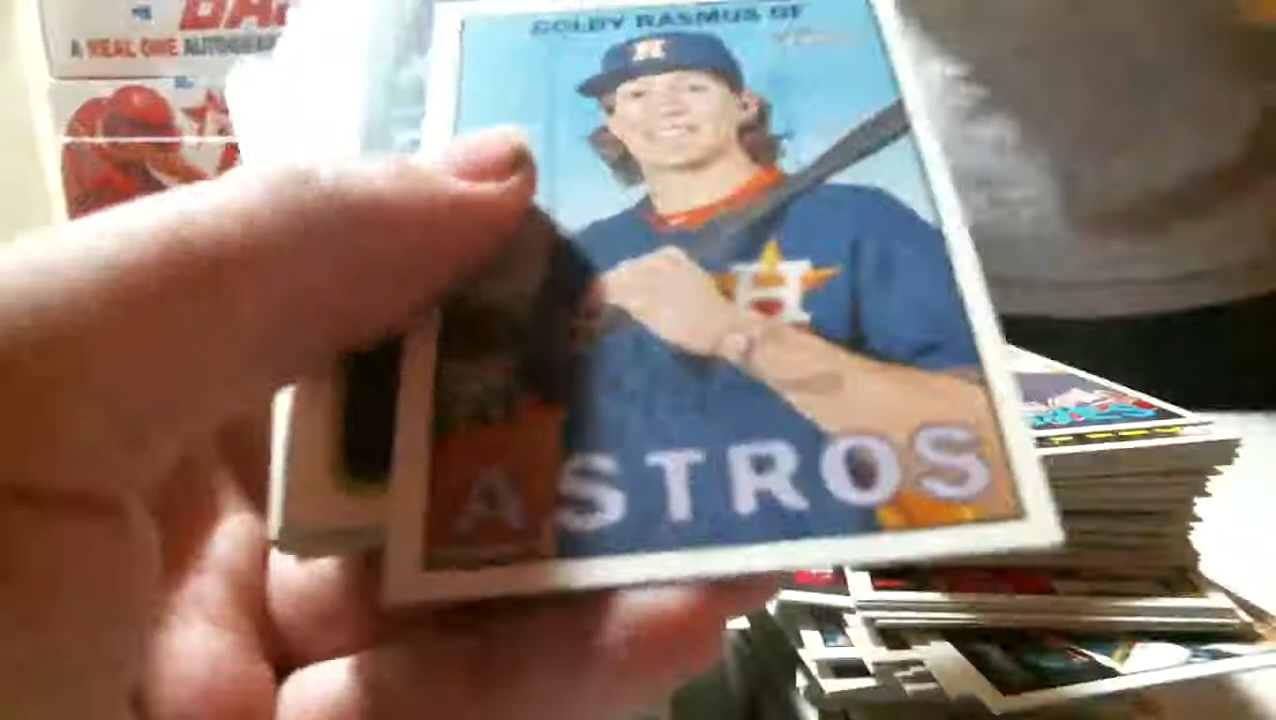 A REAL ONE AUTOGRAPH
COLBY RASMUS OF
H
H
ASTROS